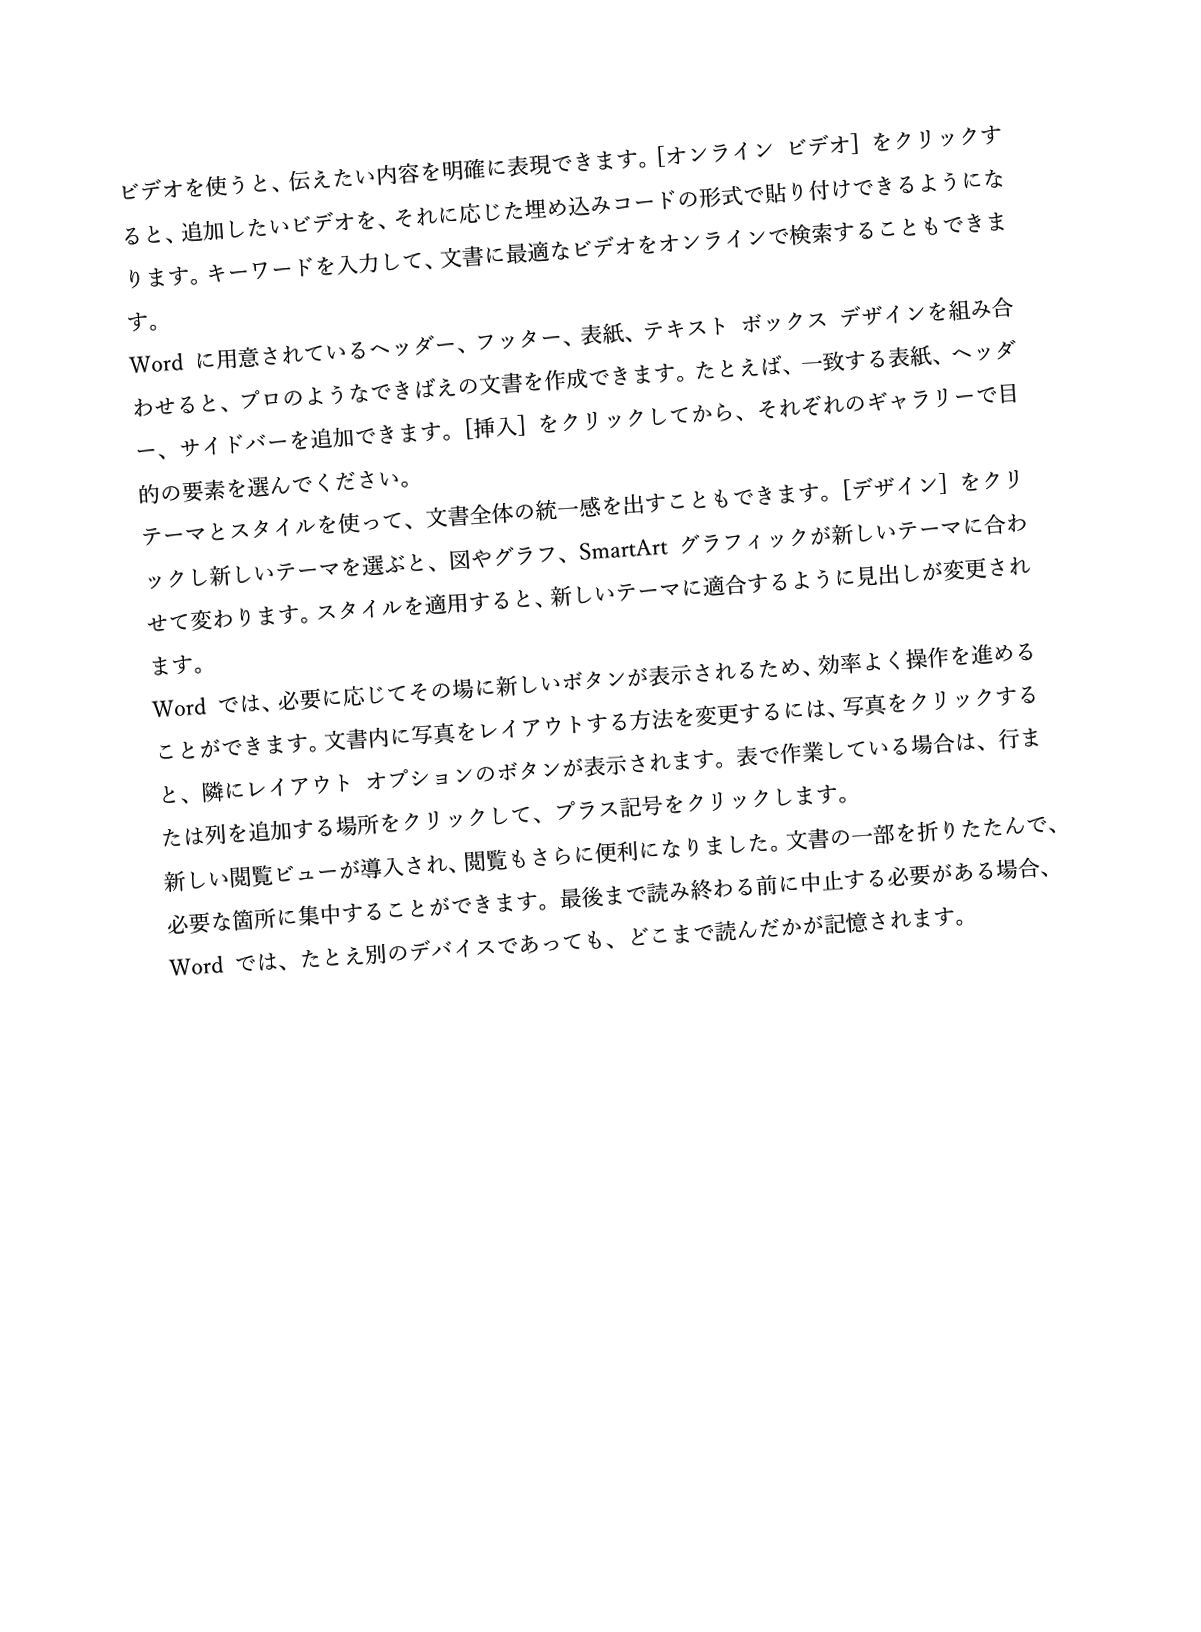 ビデオを使うと、伝えたい内容を明確に表現できます。[オンライン ビデオ] をクリックす
ると、追加したいビデオを、それに応じた埋め込みコードの形式で貼り付けできるようにな
ります。キーワードを入力して、文書に最適なビデオをオンラインで検索することもできま
す。
Word に用意されているヘッダー、フッター、表紙、テキスト ボックス デザインを組み合
わせると、プロのようなできばえの文書を作成できます。たとえば、一致する表紙、ヘッダ
ー、サイドバーを追加できます。[挿入] をクリックしてから、それぞれのギャラリーで目
的の要素を選んでください。
テーマとスタイルを使って、文書全体の統一感を出すこともできます。[デザイン] をクリ
ックし新しいテーマを選ぶと、図やグラフ、SmartArt グラフィックが新しいテーマに合わ
せて変わります。スタイルを適用すると、新しいテーマに適合するように見出しが変更され
ます。
Word では、必要に応じてその場に新しいボタンが表示されるため、効率よく操作を進める
ことができます。文書内に写真をレイアウトする方法を変更するには、写真をクリックする
と、隣にレイアウト オプションのボタンが表示されます。表で作業している場合は、行ま
たは列を追加する場所をクリックして、プラス記号をクリックします。
新しい閲覧ビューが導入され、閲覧もさらに便利になりました。文書の一部を折りたたんで、
必要な箇所に集中することができます。最後まで読み終わる前に中止する必要がある場合、
Word では、たとえ別のデバイスであっても、どこまで読んだかが記憶されます。